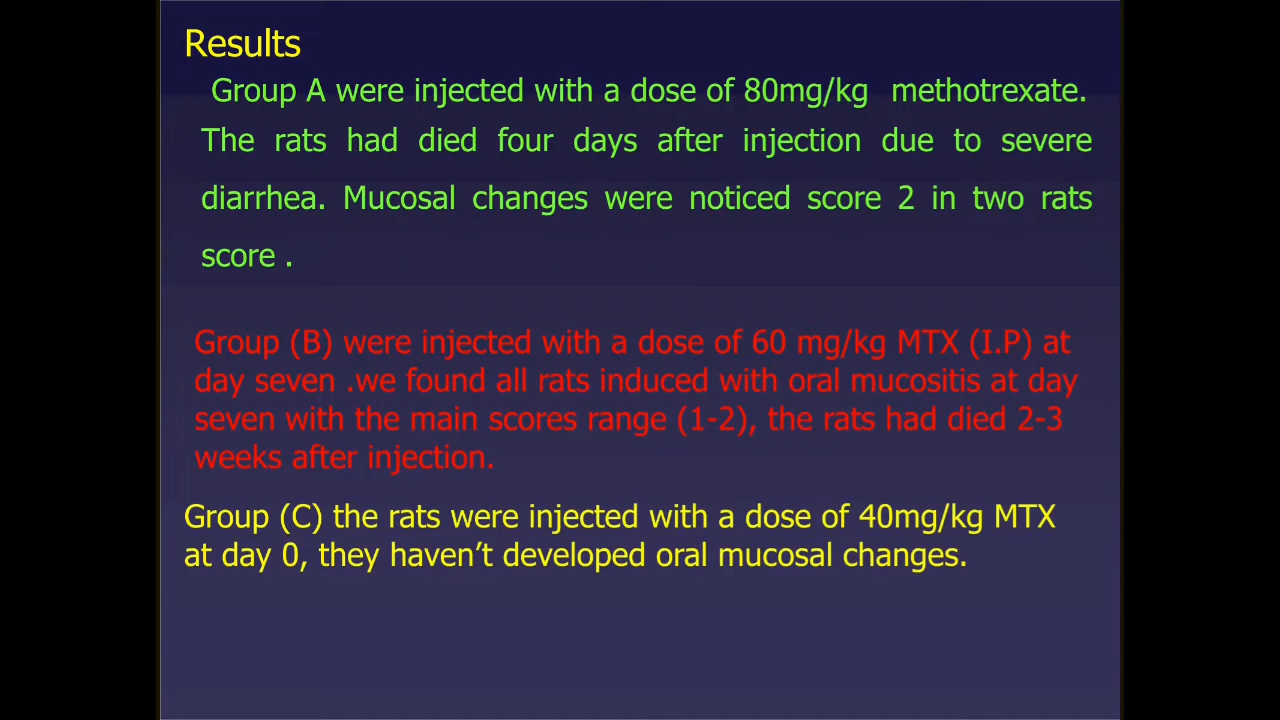 Results
Group A were injected with a dose of 80mg/kg methotrexate.
The rats had died four days after injection due to severe
diarrhea. Mucosal changes were noticed score 2 in two rats
score .
Group (B) were injected with a dose of 60 mg/kg MTX (I.P) at
day seven .we found all rats induced with oral mucositis at day
seven with the main scores range (1-2), the rats had died 2-3
weeks after injection.
Group (C) the rats were injected with a dose of 40mg/kg MTX
at day 0, they haven’t developed oral mucosal changes.